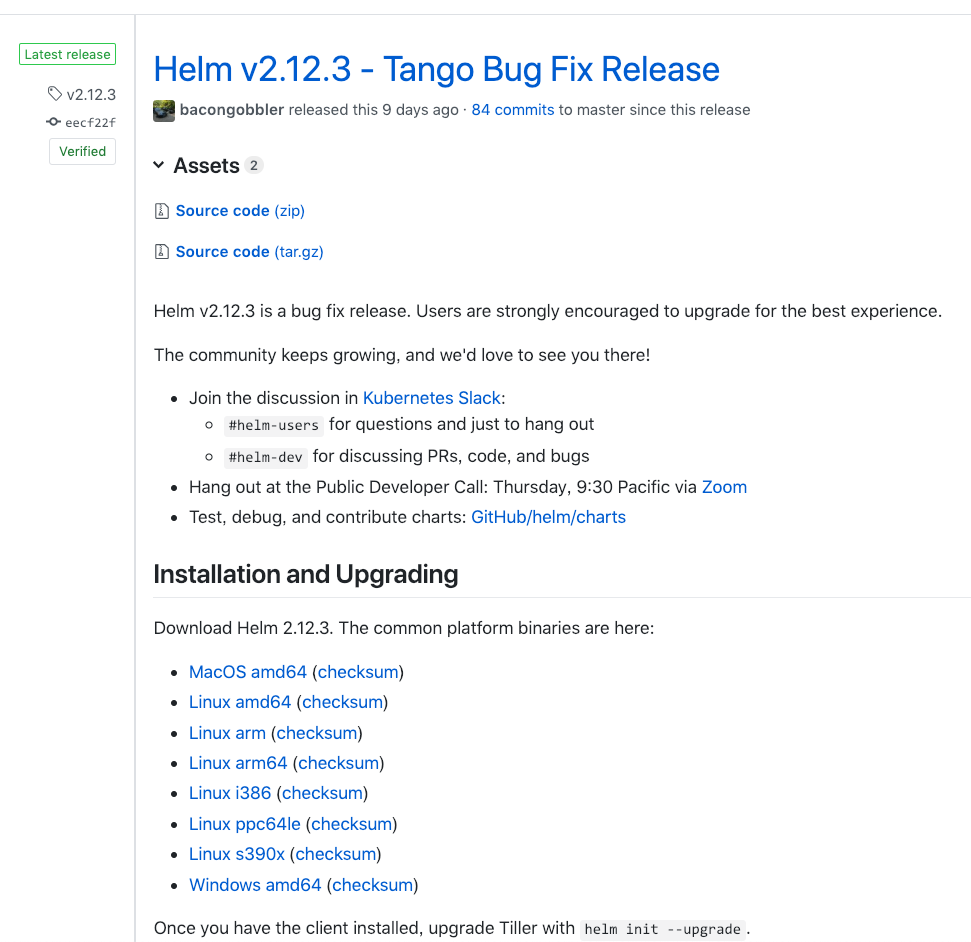 Latest release
v2.12.3
eecf22f
Verified
Helm v2.12.3 - Tango Bug Fix Release
bacongobbler released this 9 days ago · 84 commits to master since this release
Assets 2
Source code (zip)
Source code (tar.gz)
Helm v2.12.3 is a bug fix release. Users are strongly encouraged to upgrade for the best experience.
The community keeps growing, and we'd love to see you there!
• Join the discussion in Kubernetes Slack:
◦ #helm-users for questions and just to hang out
◦ #helm-dev for discussing PRs, code, and bugs
• Hang out at the Public Developer Call: Thursday, 9:30 Pacific via Zoom
• Test, debug, and contribute charts: GitHub/helm/charts
Installation and Upgrading
Download Helm 2.12.3. The common platform binaries are here:
• MacOS amd64 (checksum)
• Linux amd64 (checksum)
• Linux arm (checksum)
• Linux arm64 (checksum)
• Linux i386 (checksum)
• Linux ppc64le (checksum)
• Linux s390x (checksum)
• Windows amd64 (checksum)
Once you have the client installed, upgrade Tiller with helm init --upgrade.